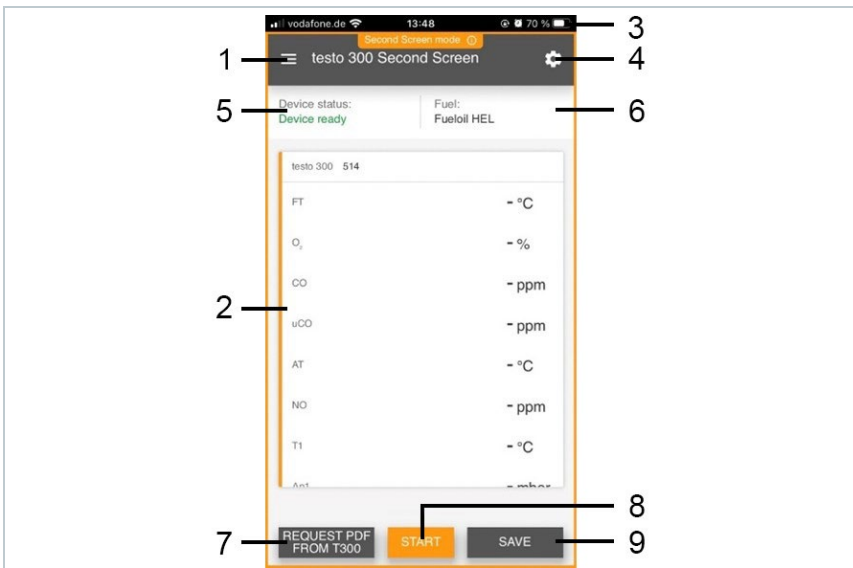 vodafone.de 13:48 70 % 3
Second Screen mode
1 testo 300 Second Screen 4
Device status: Fuel:
5 Device ready Fueloil HEL 6
testo 300 514
FT - °C
O₂ - %
CO - ppm
2
uCO - ppm
AT - °C
NO - ppm
T1 - °C
Δp1 - mbar
8
REQUEST PDF
7 FROM T300 START SAVE 9